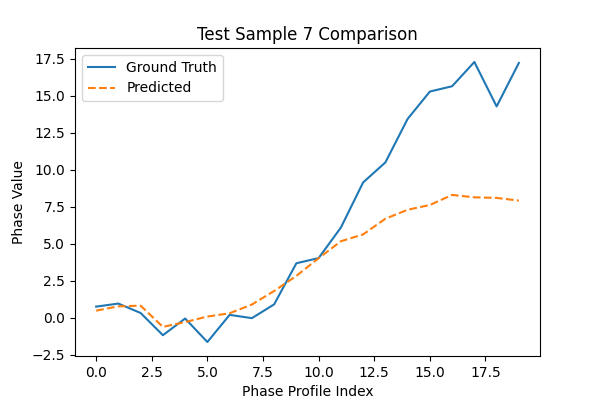 Test Sample 7 Comparison
Ground Truth
Predicted
17.5
15.0
12.5
10.0
7.5
5.0
2.5
0.0
−2.5
Phase Value
0.0 2.5 5.0 7.5 10.0 12.5 15.0 17.5
Phase Profile Index